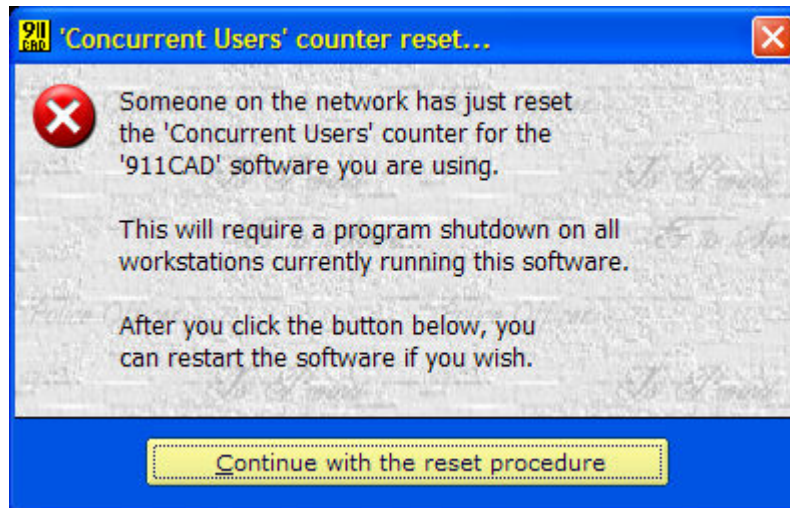 911
CAD
'Concurrent Users' counter reset...
Someone on the network has just reset
the 'Concurrent Users' counter for the
'911CAD' software you are using.
This will require a program shutdown on all
workstations currently running this software.
After you click the button below, you
can restart the software if you wish.
Continue with the reset procedure